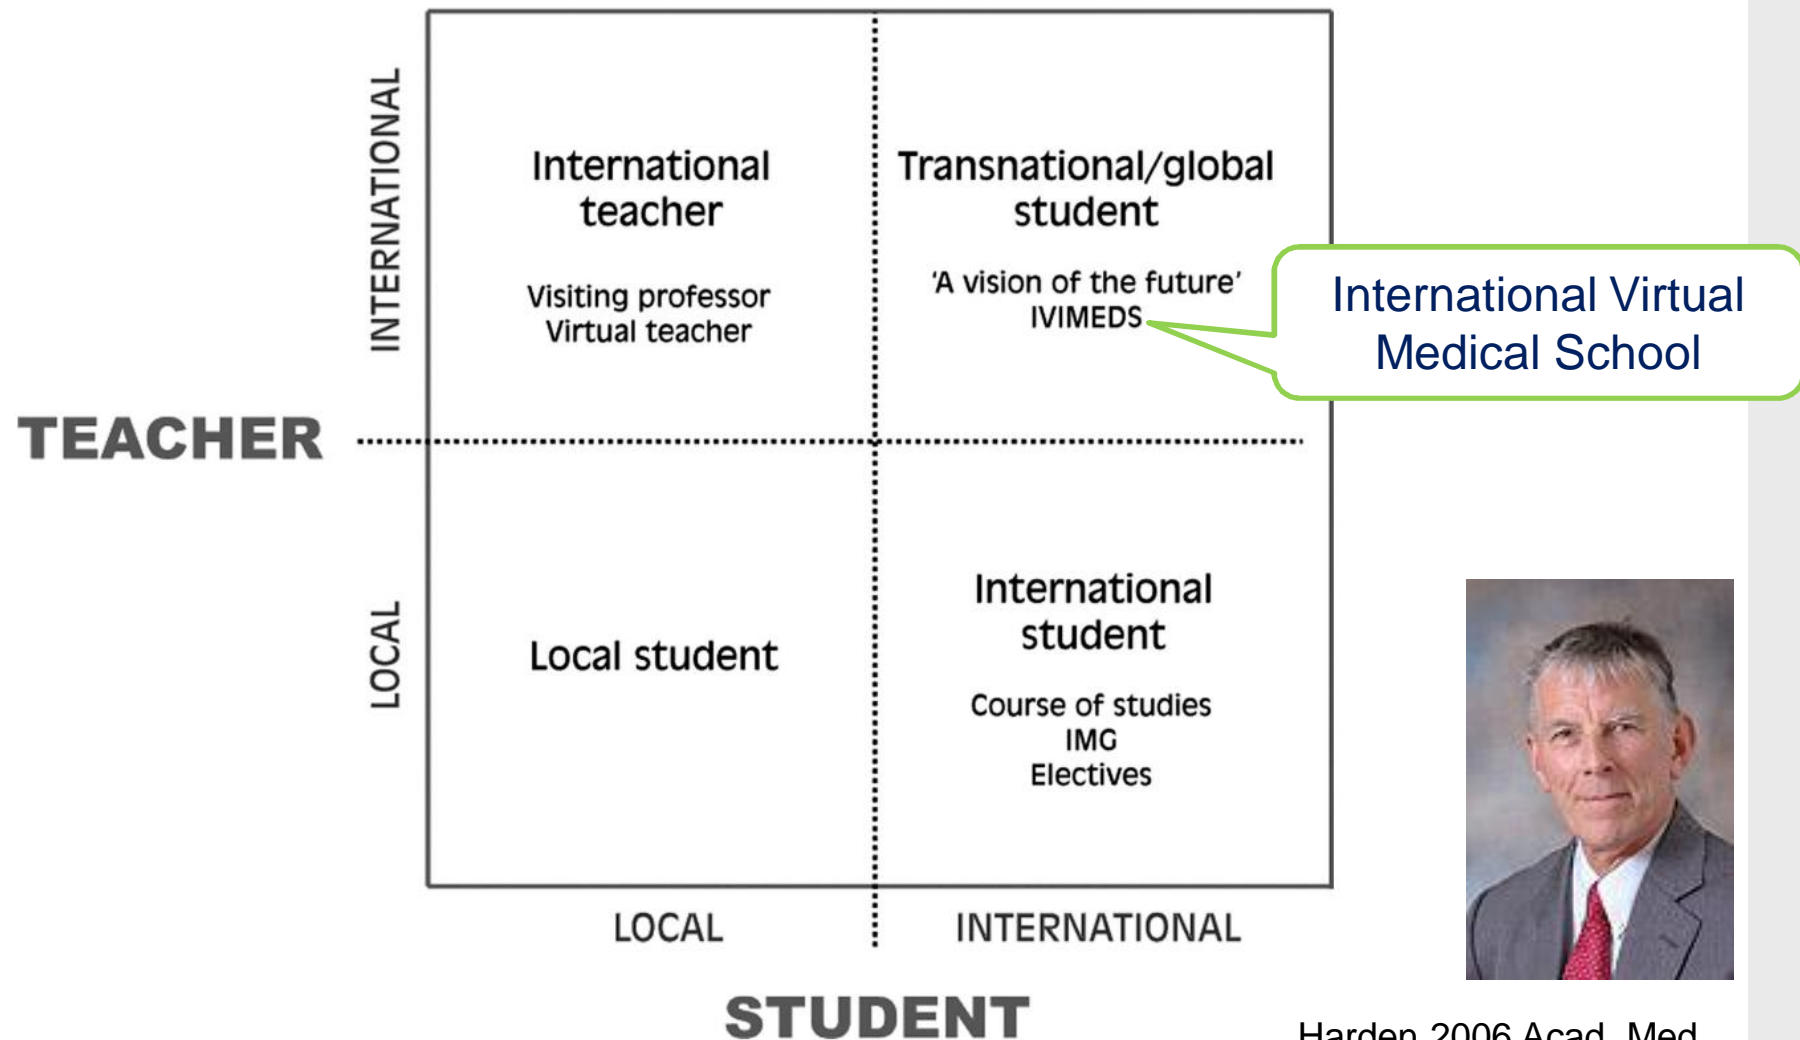 INTERNATIONAL
International
teacher
Visiting professor
Virtual teacher
Transnational/global
student
'A vision of the future'
IVIMEDS
International Virtual
Medical School
TEACHER
LOCAL
Local student
International
student
Course of studies
IMG
Electives
LOCAL
INTERNATIONAL
STUDENT
Harden 2006 Acad. Med